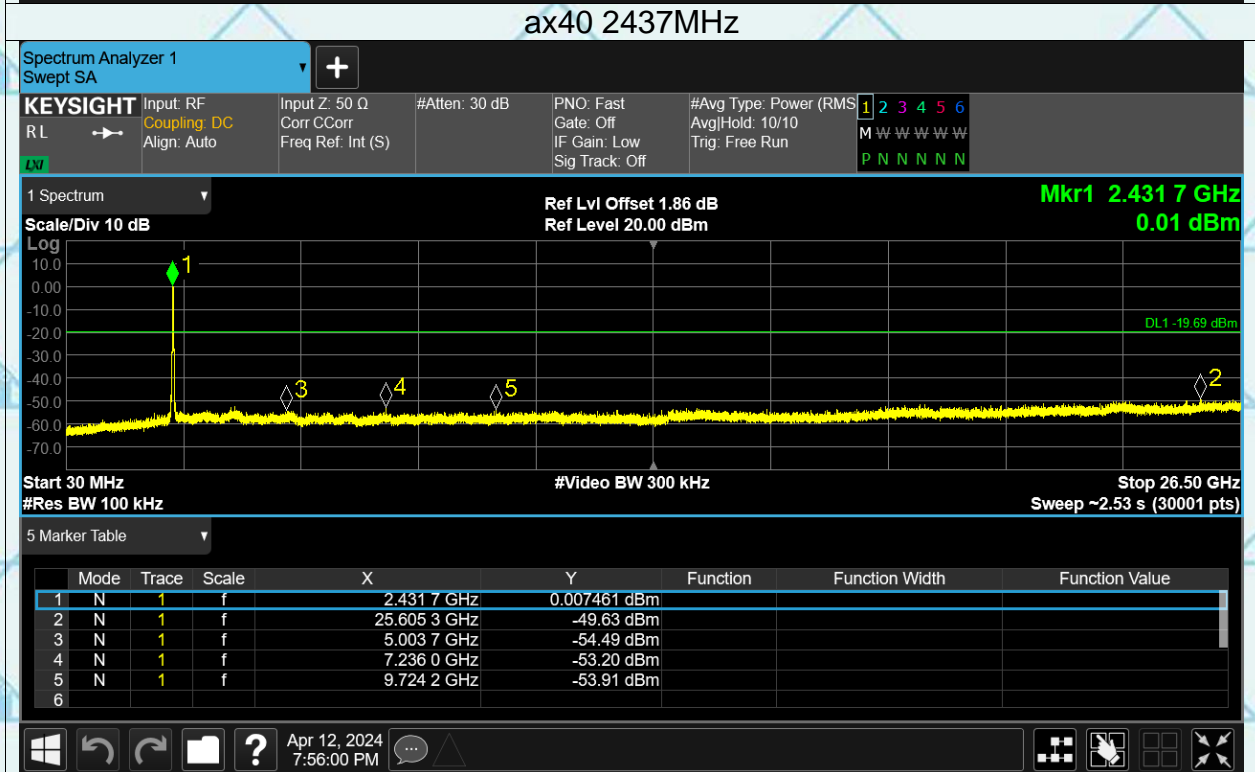 ax40 2437MHz
Spectrum Analyzer 1
Swept SA
KEYSIGHT Input: RF Input Z: 50 Ω #Atten: 30 dB PNO: Fast #Avg Type: Power (RMS 1 2 3 4 5 6
RL Coupling: DC Corr CCorr Gate: Off Avg|Hold: 10/10 M W W W W W
Align: Auto Freq Ref: Int (S) IF Gain: Low Trig: Free Run
LXI Sig Track: Off P N N N N N
1 Spectrum Ref Lvl Offset 1.86 dB Mkr1 2.431 7 GHz
Scale/Div 10 dB Ref Level 20.00 dBm 0.01 dBm
Log
10.0 1
0.00
-10.0
-20.0 DL1 -19.69 dBm
-30.0
-40.0 3 4 5 2
-50.0
-60.0
-70.0
Start 30 MHz #Video BW 300 kHz Stop 26.50 GHz
#Res BW 100 kHz Sweep ~2.53 s (30001 pts)
5 Marker Table
Mode Trace Scale X Y Function Function Width Function Value
1 N 1 f 2.431 7 GHz 0.007461 dBm
2 N 1 f 25.605 3 GHz -49.63 dBm
3 N 1 f 5.003 7 GHz -54.49 dBm
4 N 1 f 7.236 0 GHz -53.20 dBm
5 N 1 f 9.724 2 GHz -53.91 dBm
6
? Apr 12, 2024
7:56:00 PM